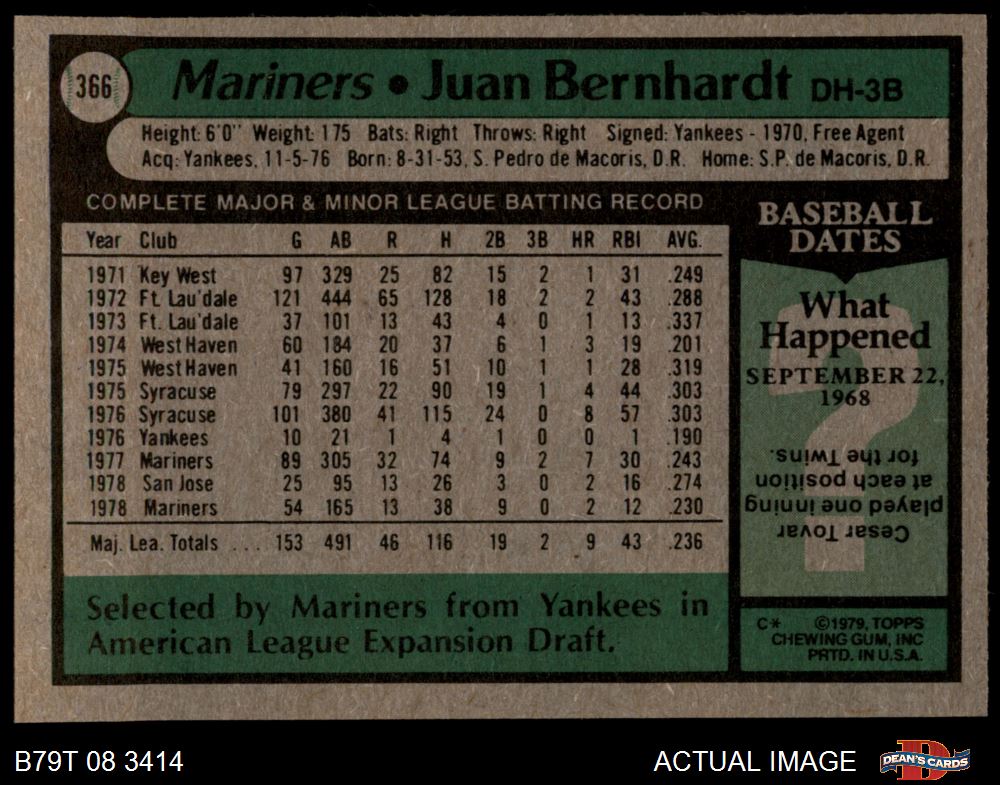 366
Mariners • Juan Bernhardt DH-3B
Height: 6'0" Weight: 175 Bats: Right Throws: Right Signed: Yankees - 1970, Free Agent
Acq: Yankees, 11-5-76 Born: 8-31-53, S. Pedro de Macoris, D.R. Home: S.P. de Macoris, D.R.
COMPLETE MAJOR & MINOR LEAGUE BATTING RECORD
Year Club G AB R H 2B 3B HR RBI AVG.
1971 Key West 97 329 25 82 15 2 1 31 .249
1972 Ft. Lau'dale 121 444 65 128 18 2 2 43 .288
1973 Ft. Lau'dale 37 101 13 43 4 0 1 13 .337
1974 West Haven 60 184 20 37 6 1 3 19 .201
1975 West Haven 41 160 16 51 10 1 1 28 .319
1975 Syracuse 79 297 22 90 19 1 4 44 .303
1976 Syracuse 101 380 41 115 24 0 8 57 .303
1976 Yankees 10 21 1 4 1 0 0 1 .190
1977 Mariners 89 305 32 74 9 2 7 30 .243
1978 San Jose 25 95 13 26 3 0 2 16 .274
1978 Mariners 54 165 13 38 9 0 2 12 .230
Maj. Lea. Totals ... 153 491 46 116 19 2 9 43 .236
Selected by Mariners from Yankees in
American League Expansion Draft.
BASEBALL
DATES
What
Happened
SEPTEMBER 22,
1968
Cesar Tovar
played one inning
at each position
for the Twins.
C* ©1979, TOPPS
CHEWING GUM, INC
PRTD. IN U.S.A.
B79T 08 3414
ACTUAL IMAGE
DEAN'S CARDS